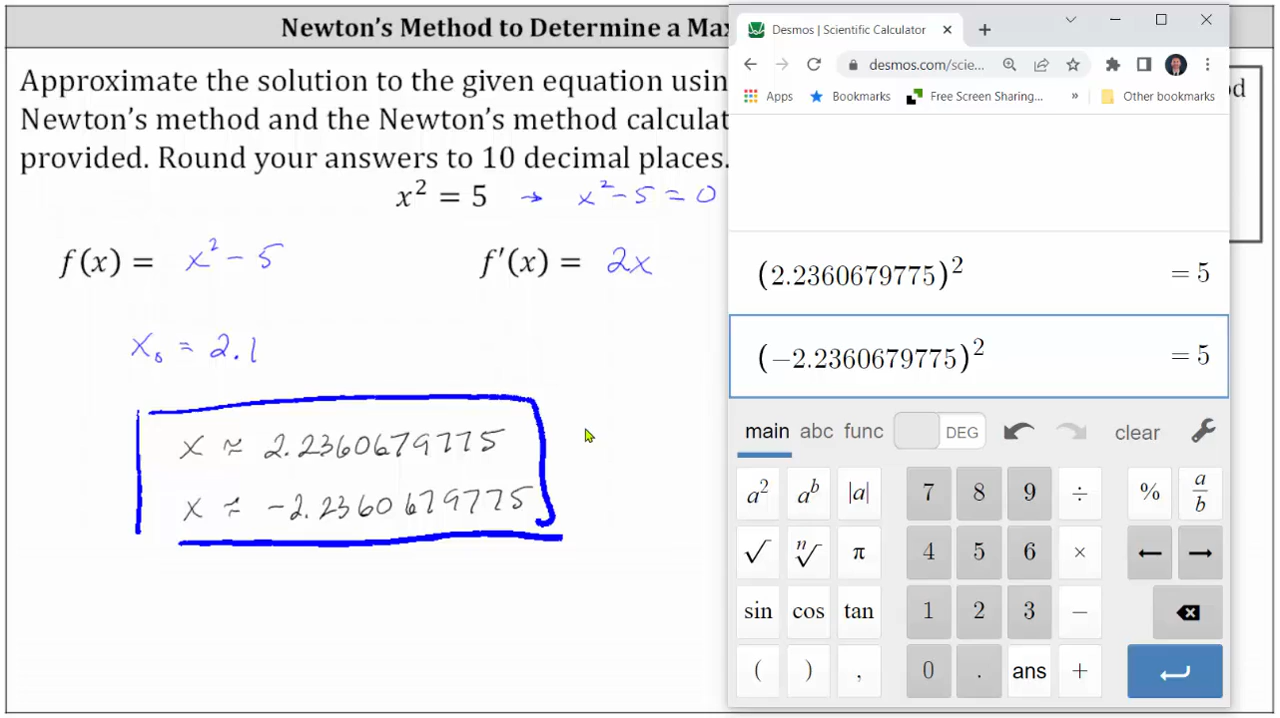 Newton's Method to Determine a Max
Approximate the solution to the given equation usin
Newton's method and the Newton's method calculat
provided. Round your answers to 10 decimal places.
x² = 5 → x²-5=0
f(x) = x² - 5
f′(x) = 2x
x₀ = 2.1
x ≈ 2.2360679775
x ≈ -2.2360679775
od
Desmos | Scientific Calculator
desmos.com/scie...
Apps Bookmarks Free Screen Sharing... » Other bookmarks
(2.2360679775)² = 5
(−2.2360679775)² = 5
main abc func DEG clear
a² aᵇ |a| 7 8 9 ÷ % a/b
√ ⁿ√ π 4 5 6 × ← →
sin cos tan 1 2 3 −
( ) , 0 . ans +